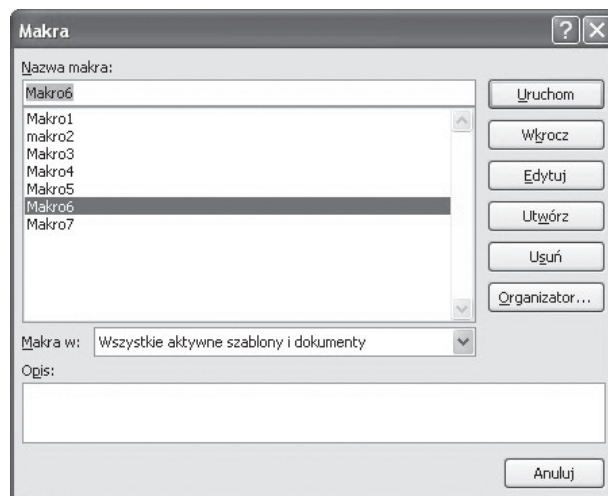 Makra
Nazwa makra:
Makro6
Makro1
makro2
Makro3
Makro4
Makro5
Makro6
Makro7
Uruchom
Wkrocz
Edytuj
Utwórz
Usuń
Organizator...
Makra w: Wszystkie aktywne szablony i dokumenty
Opis:
Anuluj